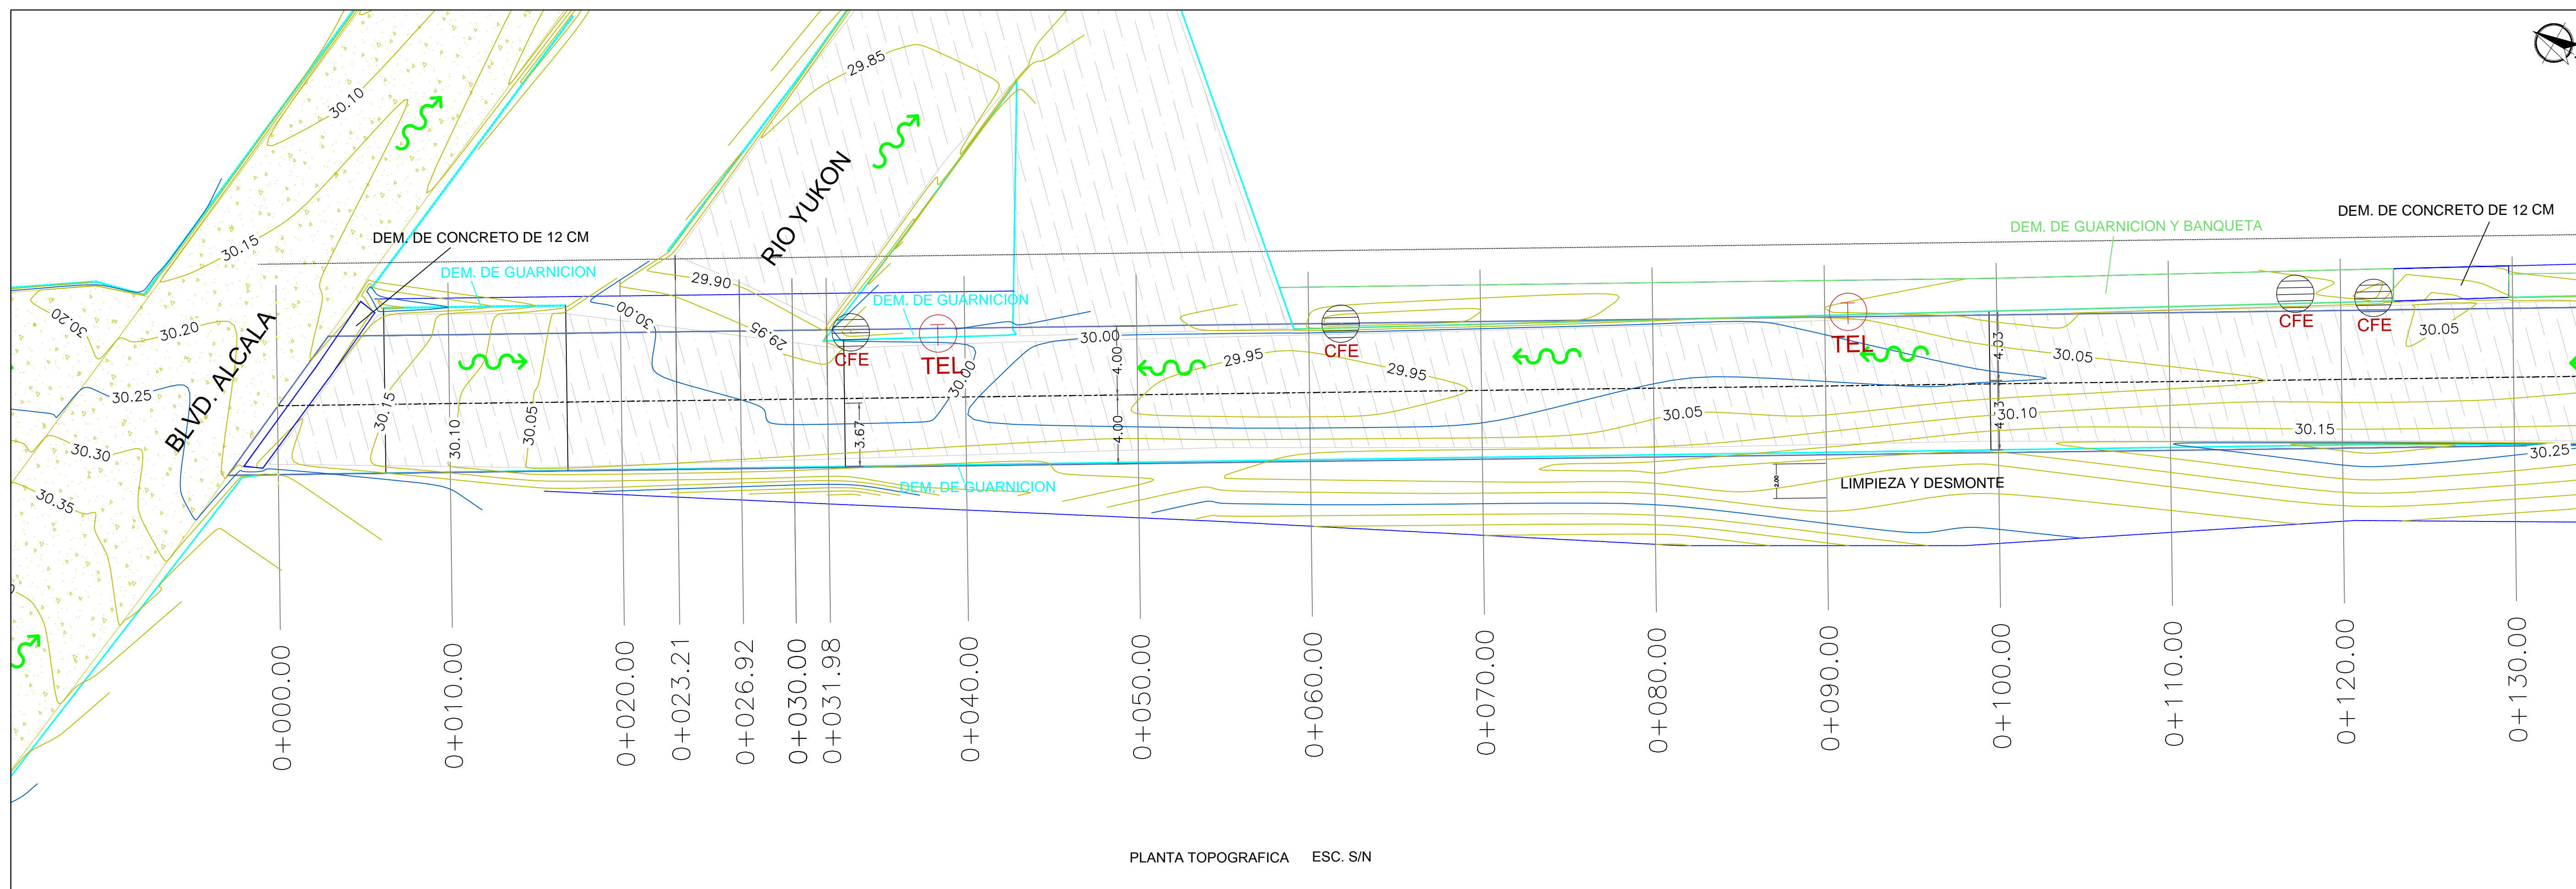 29.85
30.10
RIO YUKON
30.15
DEM. DE CONCRETO DE 12 CM
DEM. DE GUARNICION Y BANQUETA
DEM. DE CONCRETO DE 12 CM
DEM. DE GUARNICION
29.90
DEM. DE GUARNICION
30.20
30.20
30.00
29.95
CFE
TEL
CFE
TEL
CFE
CFE
30.05
30.00
4.00
29.95
29.95
30.00
4.03
30.05
BLVD. ALCALA
30.25
30.15
30.10
30.05
3.67
4.00
30.05
30.10
30.15
30.25
30.30
30.35
DEM. DE GUARNICION
2.00
LIMPIEZA Y DESMONTE
0+000.00
0+010.00
0+020.00
0+023.21
0+026.92
0+030.00
0+031.98
0+040.00
0+050.00
0+060.00
0+070.00
0+080.00
0+090.00
0+100.00
0+110.00
0+120.00
0+130.00
PLANTA TOPOGRAFICA ESC. S/N